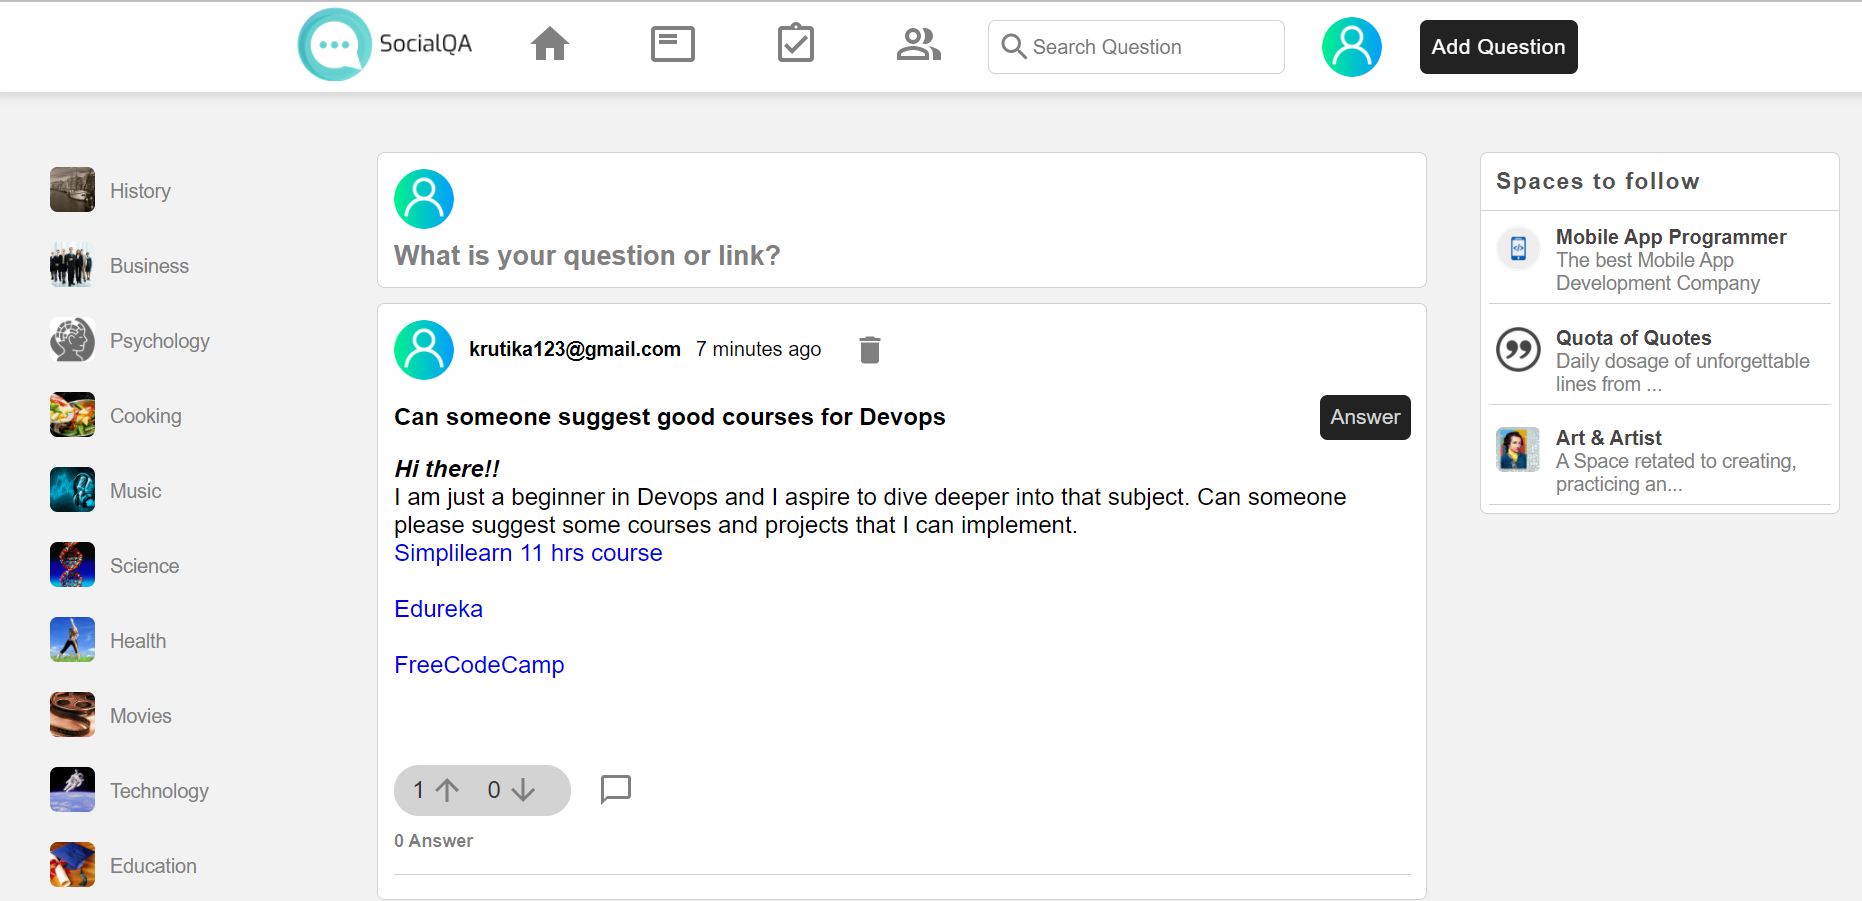 SocialQA
Search Question
Add Question
History
Business
Psychology
Cooking
Music
Science
Health
Movies
Technology
Education
What is your question or link?
krutika123@gmail.com 7 minutes ago
Can someone suggest good courses for Devops
Answer
Hi there!!
I am just a beginner in Devops and I aspire to dive deeper into that subject. Can someone
please suggest some courses and projects that I can implement.
Simplilearn 11 hrs course
Edureka
FreeCodeCamp
1 0
0 Answer
Spaces to follow
Mobile App Programmer
The best Mobile App
Development Company
Quota of Quotes
Daily dosage of unforgettable
lines from ...
Art & Artist
A Space retated to creating,
practicing an...